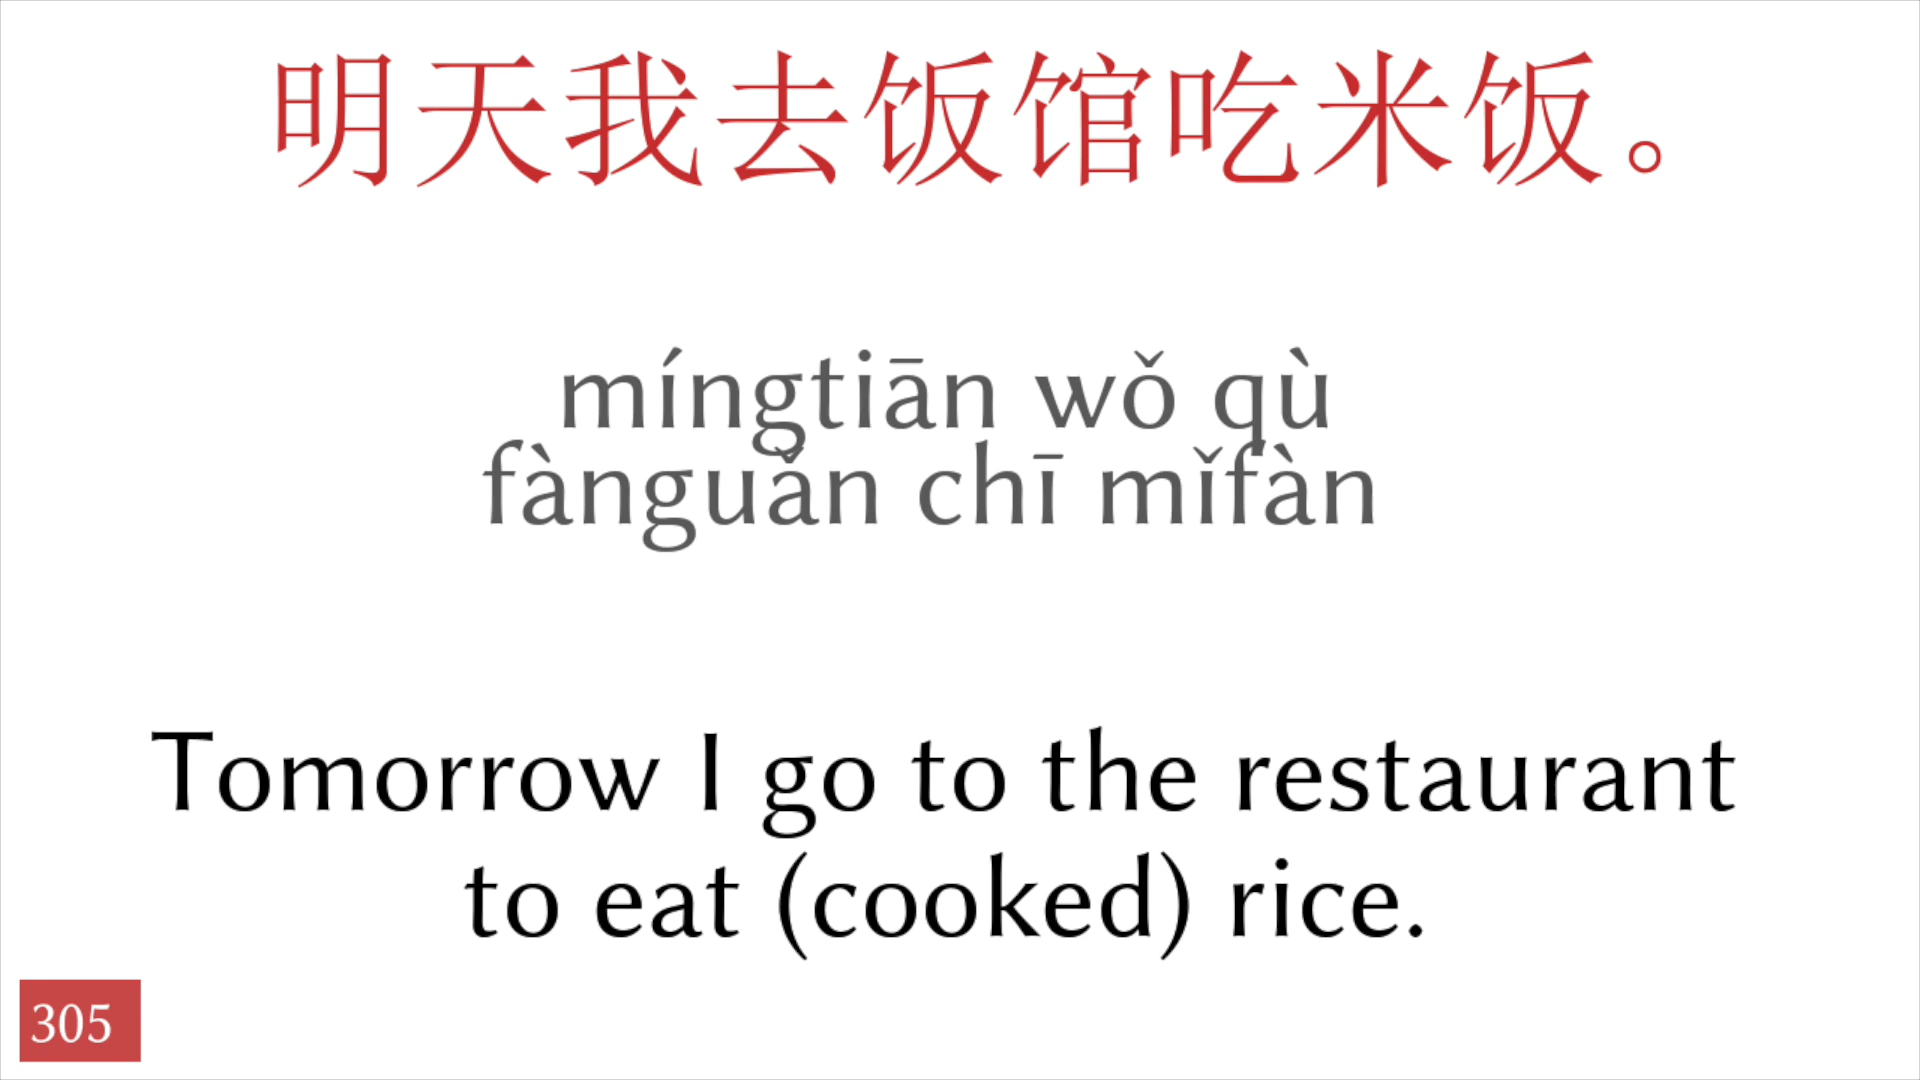 明天我去饭馆吃米饭。
míngtiān wǒ qù
fànguǎn chī mǐfàn
Tomorrow I go to the restaurant
to eat (cooked) rice.
305